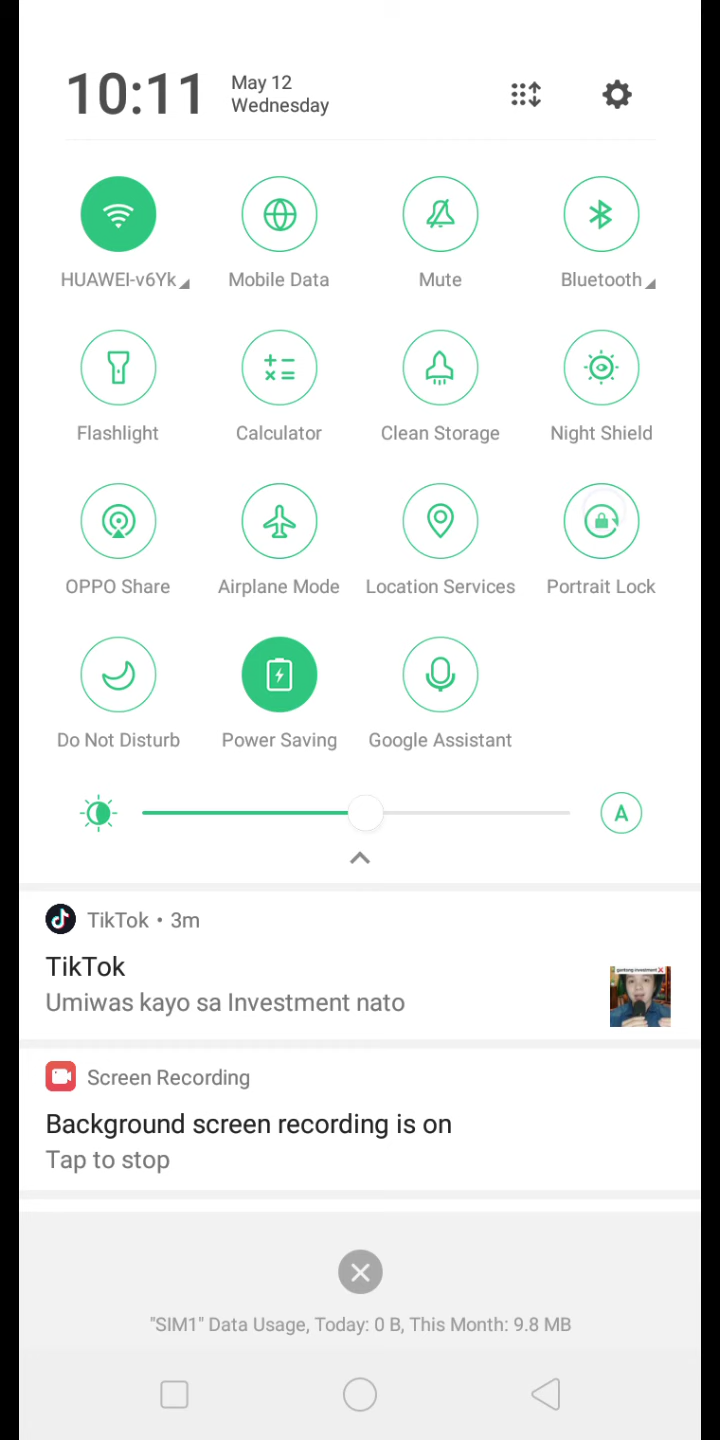 10:11
May 12
Wednesday
HUAWEI-v6Yk
Mobile Data
Mute
Bluetooth
Flashlight
Calculator
Clean Storage
Night Shield
OPPO Share
Airplane Mode
Location Services
Portrait Lock
Do Not Disturb
Power Saving
Google Assistant
A
TikTok • 3m
TikTok
Umiwas kayo sa Investment nato
Screen Recording
Background screen recording is on
Tap to stop
"SIM1" Data Usage, Today: 0 B, This Month: 9.8 MB